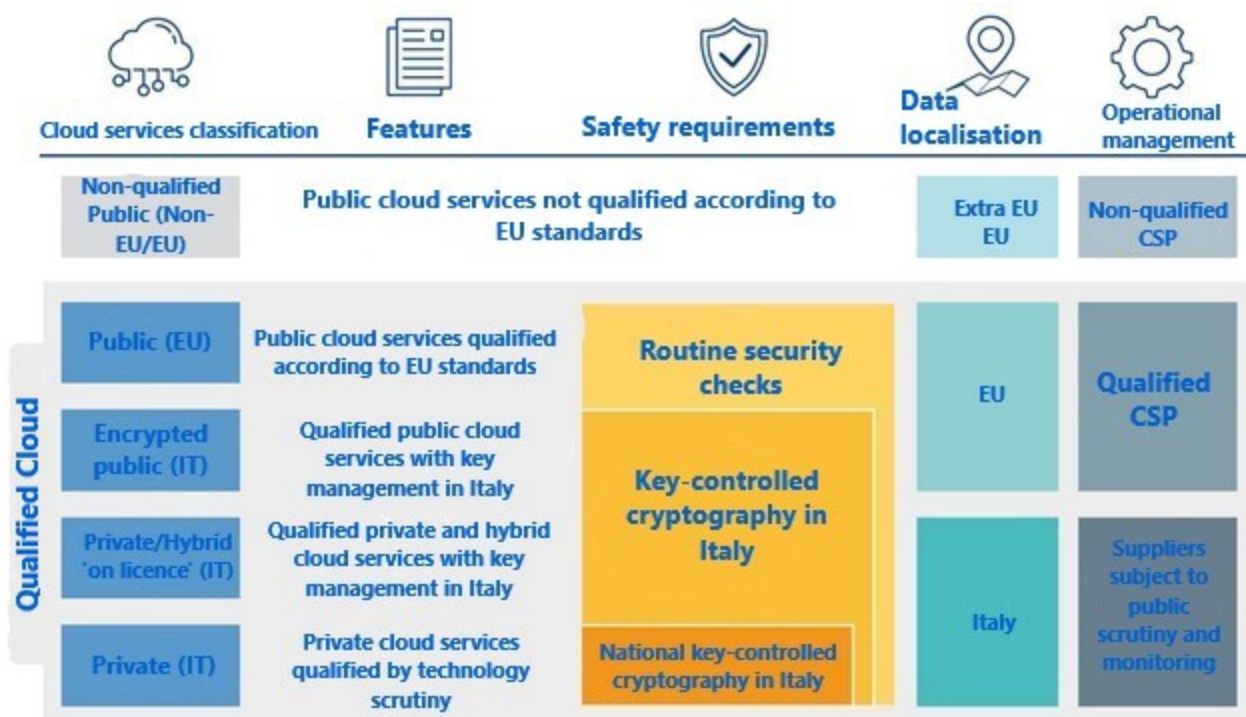 Cloud services classification
Features
Safety requirements
Data
localisation
Operational
management
Non-qualified
Public (Non-
EU/EU)
Public cloud services not qualified according to
EU standards
Extra EU
EU
Non-qualified
CSP
Qualified Cloud
Public (EU)
Public cloud services qualified
according to EU standards
Routine security
checks
EU
Qualified
CSP
Encrypted
public (IT)
Qualified public cloud
services with key
management in Italy
Key-controlled
cryptography in
Italy
Private/Hybrid
'on licence' (IT)
Qualified private and hybrid
cloud services with key
management in Italy
Italy
Suppliers
subject to
public
scrutiny and
monitoring
Private (IT)
Private cloud services
qualified by technology
scrutiny
National key-controlled
cryptography in Italy